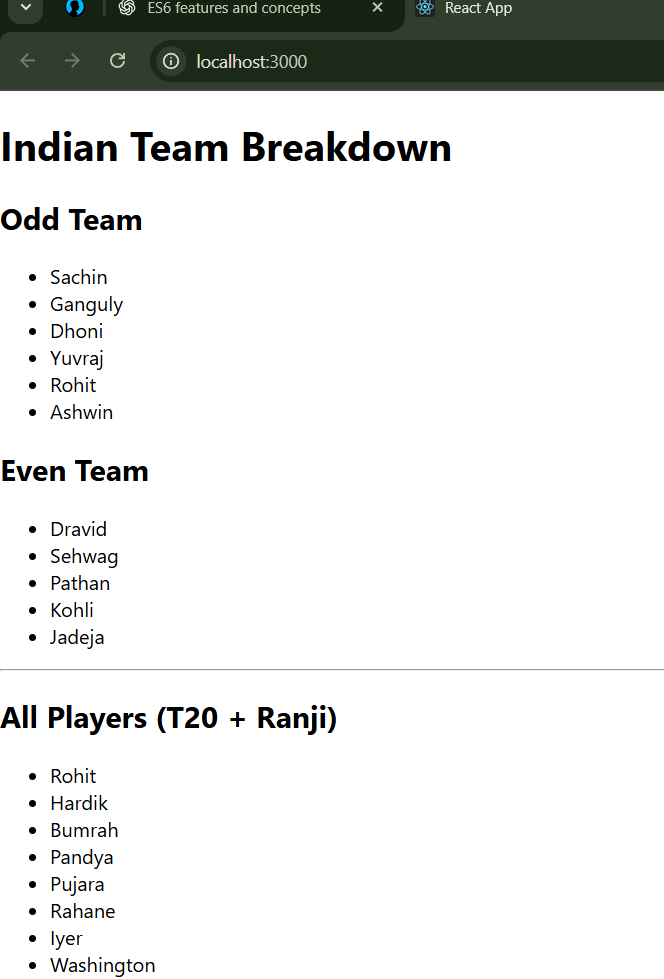 ES6 features and concepts
React App
localhost:3000
Indian Team Breakdown
Odd Team
Sachin
Ganguly
Dhoni
Yuvraj
Rohit
Ashwin
Even Team
Dravid
Sehwag
Pathan
Kohli
Jadeja
All Players (T20 + Ranji)
Rohit
Hardik
Bumrah
Pandya
Pujara
Rahane
Iyer
Washington